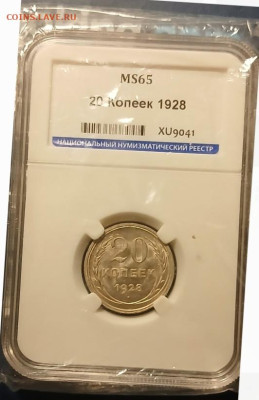 COINS.LAVE.RU
MS65
20 Копеек 1928
XU9041
НАЦИОНАЛЬНЫЙ НУМИЗМАТИЧЕСКИЙ РЕЕСТР
20
КОПЕЕК
1928